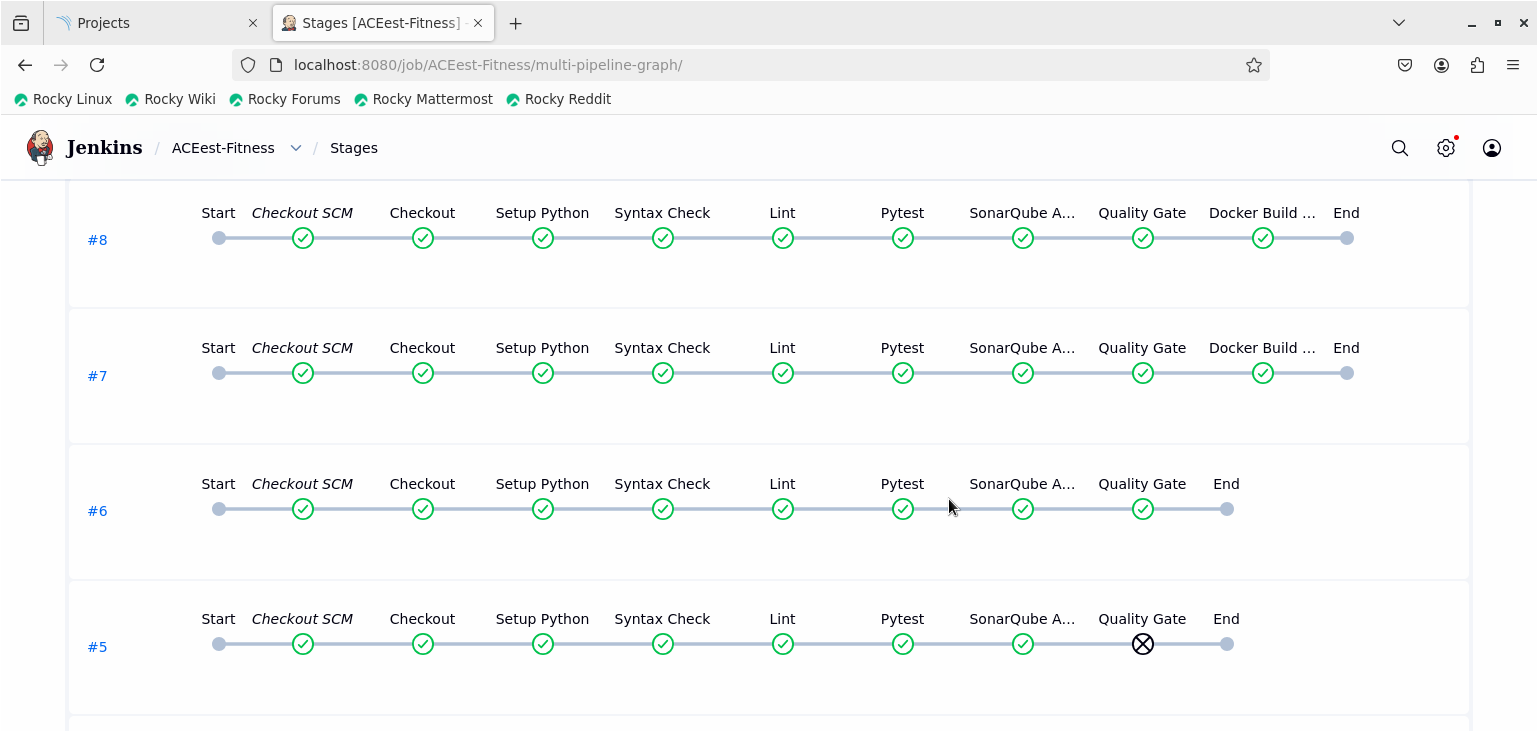 Projects
Stages [ACEest-Fitness] -
localhost:8080/job/ACEest-Fitness/multi-pipeline-graph/
Rocky Linux Rocky Wiki Rocky Forums Rocky Mattermost Rocky Reddit
Jenkins / ACEest-Fitness / Stages
Start Checkout SCM Checkout Setup Python Syntax Check Lint Pytest SonarQube A... Quality Gate Docker Build ... End
#8
Start Checkout SCM Checkout Setup Python Syntax Check Lint Pytest SonarQube A... Quality Gate Docker Build ... End
#7
Start Checkout SCM Checkout Setup Python Syntax Check Lint Pytest SonarQube A... Quality Gate End
#6
Start Checkout SCM Checkout Setup Python Syntax Check Lint Pytest SonarQube A... Quality Gate End
#5